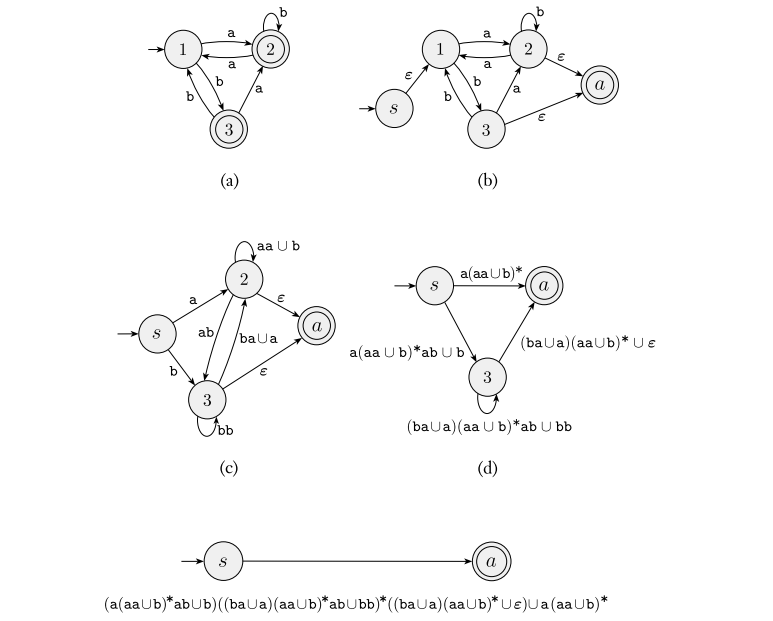 b
a
1
2
a
b
b
a
3
(a)
b
a
1
2
ε
ε
a
b
a
b
a
s
3
ε
(b)
aa ∪ b
2
a
ε
s
ab
ba∪a
a
b
ε
3
bb
(c)
a(aa∪b)*
s
a
a(aa ∪ b)*ab ∪ b
(ba∪a)(aa∪b)* ∪ ε
3
(ba∪a)(aa ∪ b)*ab ∪ bb
(d)
s
a
(a(aa∪b)*ab∪b)((ba∪a)(aa∪b)*ab∪bb)*((ba∪a)(aa∪b)*∪ε)∪a(aa∪b)*